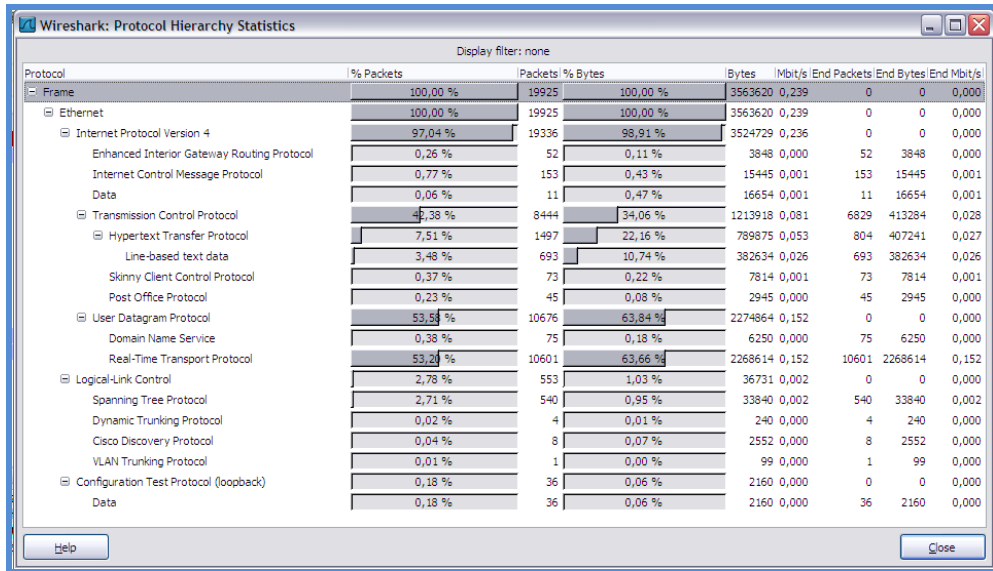 Wireshark: Protocol Hierarchy Statistics
Display filter: none
Protocol % Packets Packets % Bytes Bytes Mbit/s End Packets End Bytes End Mbit/s
Frame 100,00 % 19925 100,00 % 3563620 0,239 0 0 0,000
Ethernet 100,00 % 19925 100,00 % 3563620 0,239 0 0 0,000
Internet Protocol Version 4 97,04 % 19336 98,91 % 3524729 0,236 0 0 0,000
Enhanced Interior Gateway Routing Protocol 0,26 % 52 0,11 % 3848 0,000 52 3848 0,000
Internet Control Message Protocol 0,77 % 153 0,43 % 15445 0,001 153 15445 0,001
Data 0,06 % 11 0,47 % 16654 0,001 11 16654 0,001
Transmission Control Protocol 42,38 % 8444 34,06 % 1213918 0,081 6829 413284 0,028
Hypertext Transfer Protocol 7,51 % 1497 22,16 % 789875 0,053 804 407241 0,027
Line-based text data 3,48 % 693 10,74 % 382634 0,026 693 382634 0,026
Skinny Client Control Protocol 0,37 % 73 0,22 % 7814 0,001 73 7814 0,001
Post Office Protocol 0,23 % 45 0,08 % 2945 0,000 45 2945 0,000
User Datagram Protocol 53,58 % 10676 63,84 % 2274864 0,152 0 0 0,000
Domain Name Service 0,38 % 75 0,18 % 6250 0,000 75 6250 0,000
Real-Time Transport Protocol 53,20 % 10601 63,66 % 2268614 0,152 10601 2268614 0,152
Logical-Link Control 2,78 % 553 1,03 % 36731 0,002 0 0 0,000
Spanning Tree Protocol 2,71 % 540 0,95 % 33840 0,002 540 33840 0,002
Dynamic Trunking Protocol 0,02 % 4 0,01 % 240 0,000 4 240 0,000
Cisco Discovery Protocol 0,04 % 8 0,07 % 2552 0,000 8 2552 0,000
VLAN Trunking Protocol 0,01 % 1 0,00 % 99 0,000 1 99 0,000
Configuration Test Protocol (loopback) 0,18 % 36 0,06 % 2160 0,000 0 0 0,000
Data 0,18 % 36 0,06 % 2160 0,000 36 2160 0,000
Help Close